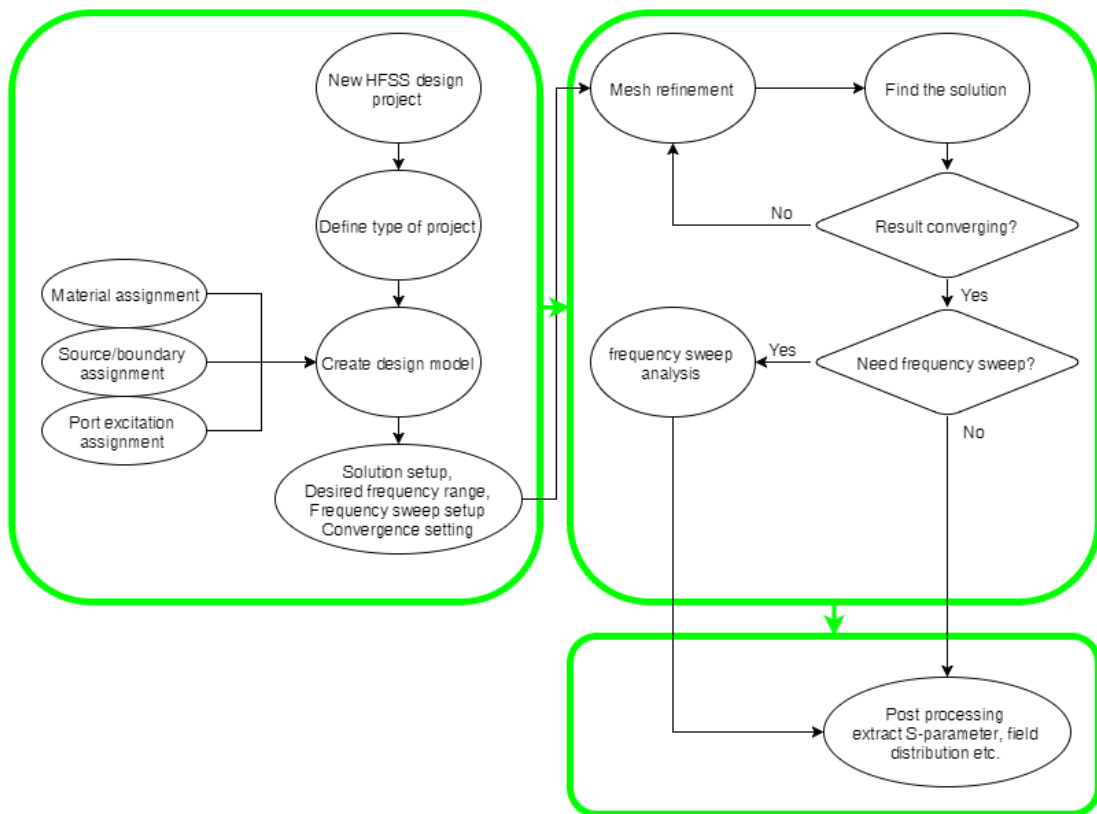 New HFSS design
project
Define type of project
Material assignment
Source/boundary
assignment
Port excitation
assignment
Create design model
Solution setup,
Desired frequency range,
Frequency sweep setup
Convergence setting
Mesh refinement
Find the solution
Result converging?
No
Yes
Need frequency sweep?
Yes
frequency sweep
analysis
No
Post processing
extract S-parameter, field
distribution etc.